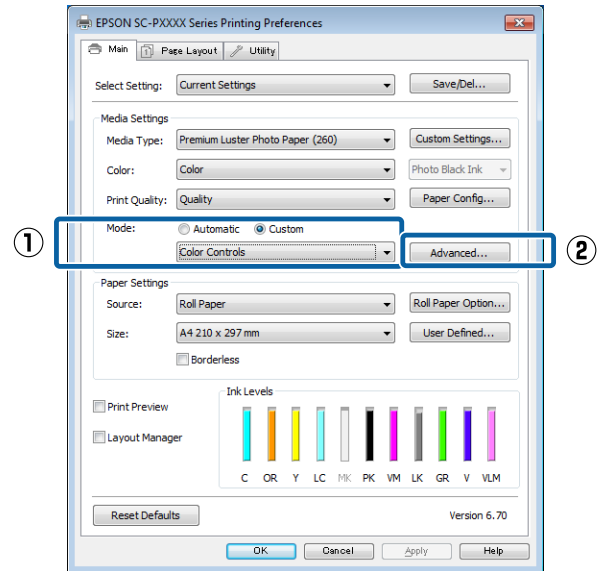 EPSON SC-PXXXX Series Printing Preferences
Main Page Layout Utility
Select Setting: Current Settings Save/Del...
Media Settings
Media Type: Premium Luster Photo Paper (260) Custom Settings...
Color: Color Photo Black Ink
Print Quality: Quality Paper Config...
Mode: Automatic Custom
① Color Controls Advanced... ②
Paper Settings
Source: Roll Paper Roll Paper Option...
Size: A4 210 x 297 mm User Defined...
Borderless
Ink Levels
Print Preview
Layout Manager
C OR Y LC MK PK VM LK GR V VLM
Reset Defaults Version 6.70
OK Cancel Apply Help